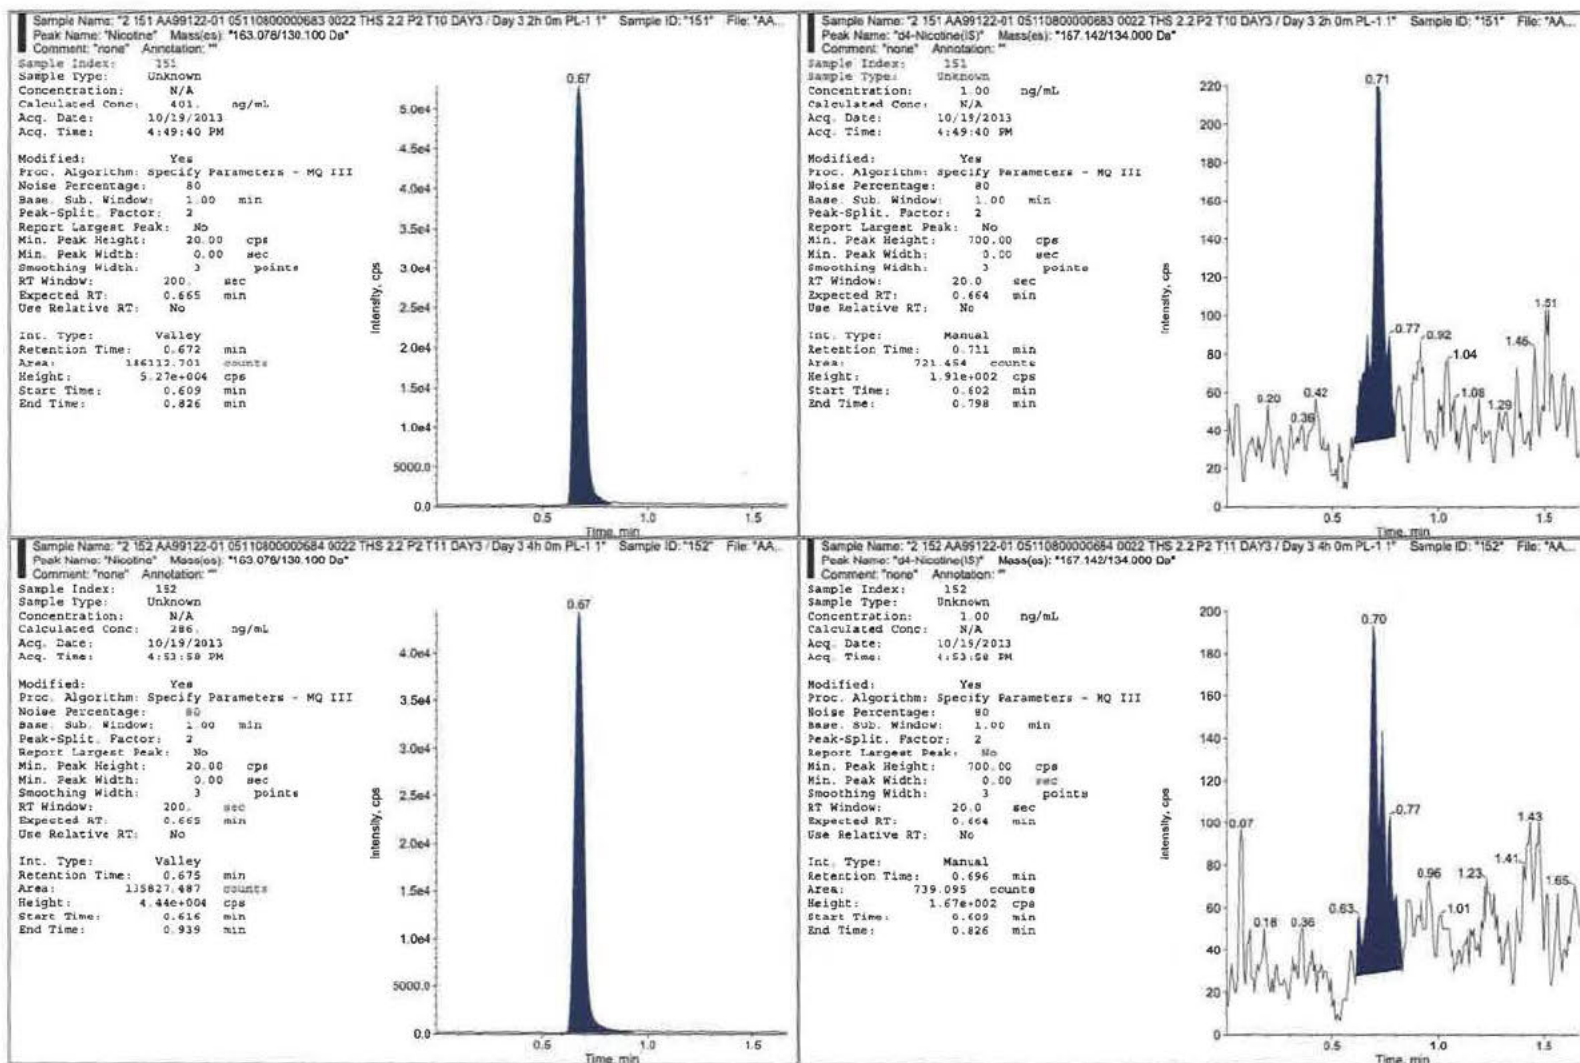 Sample Name: "2 151 AA99122-01 05110800000683 0022 THS 2.2 P2 T10 DAY3 / Day 3 2h 0m PL-1 1" Sample ID: "151" File: "AA...
Peak Name: "Nicotine" Mass(es): "163.076/130.100 Da"
Comment: "none" Annotation: ""
Sample Index: 151
Sample Type: Unknown
Concentration: N/A
Calculated Conc: 401. ng/mL
Acq. Date: 10/19/2013
Acq. Time: 4:49:40 PM
Modified: Yes
Proc. Algorithm: Specify Parameters - MQ III
Noise Percentage: 80
Base. Sub. Window: 1.00 min
Peak-Split. Factor: 2
Report Largest Peak: No
Min. Peak Height: 20.00 cps
Min. Peak Width: 0.00 sec
Smoothing Width: 3 points
RT Window: 200. sec
Expected RT: 0.665 min
Use Relative RT: No
Int. Type: Valley
Retention Time: 0.672 min
Area: 186112.701 counts
Height: 5.27e+004 cps
Start Time: 0.609 min
End Time: 0.826 min
0.67
5.0e4
4.5e4
4.0e4
3.5e4
3.0e4
2.5e4
2.0e4
1.5e4
1.0e4
5000.0
0.0
Intensity, cps
0.5 1.0 1.5
Time, min
Sample Name: "2 151 AA99122-01 05110800000683 0022 THS 2.2 P2 T10 DAY3 / Day 3 2h 0m PL-1 1" Sample ID: "151" File: "AA...
Peak Name: "d4-Nicotine(IS)" Mass(es): "167.142/134.000 Da"
Comment: "none" Annotation: ""
Sample Index: 151
Sample Type: Unknown
Concentration: 1.00 ng/mL
Calculated Conc: N/A
Acq. Date: 10/19/2013
Acq. Time: 4:49:40 PM
Modified: Yes
Proc. Algorithm: Specify Parameters - MQ III
Noise Percentage: 80
Base. Sub. Window: 1.00 min
Peak-Split. Factor: 2
Report Largest Peak: No
Min. Peak Height: 700.00 cps
Min. Peak Width: 0.00 sec
Smoothing Width: 3 points
RT Window: 20.0 sec
Expected RT: 0.664 min
Use Relative RT: No
Int. Type: Manual
Retention Time: 0.711 min
Area: 721.454 counts
Height: 1.91e+002 cps
Start Time: 0.602 min
End Time: 0.798 min
220
200
180
160
140
120
100
80
60
40
20
0
Intensity, cps
0.71
0.77
0.92
1.04
1.08
1.29
1.46
1.51
0.20
0.36
0.42
0.5 1.0 1.5
Time, min
Sample Name: "2 152 AA99122-01 05110800000684 0022 THS 2.2 P2 T11 DAY3 / Day 3 4h 0m PL-1 1" Sample ID: "152" File: "AA...
Peak Name: "Nicotine" Mass(es): "163.076/130.100 Da"
Comment: "none" Annotation: ""
Sample Index: 152
Sample Type: Unknown
Concentration: N/A
Calculated Conc: 286. ng/mL
Acq. Date: 10/19/2013
Acq. Time: 4:53:58 PM
Modified: Yes
Proc. Algorithm: Specify Parameters - MQ III
Noise Percentage: 80
Base. Sub. Window: 1.00 min
Peak-Split. Factor: 2
Report Largest Peak: No
Min. Peak Height: 20.00 cps
Min. Peak Width: 0.00 sec
Smoothing Width: 3 points
RT Window: 200. sec
Expected RT: 0.665 min
Use Relative RT: No
Int. Type: Valley
Retention Time: 0.675 min
Area: 135827.487 counts
Height: 4.44e+004 cps
Start Time: 0.616 min
End Time: 0.939 min
0.67
4.0e4
3.5e4
3.0e4
2.5e4
2.0e4
1.5e4
1.0e4
5000.0
0.0
Intensity, cps
0.5 1.0 1.5
Time, min
Sample Name: "2 152 AA99122-01 05110800000684 0022 THS 2.2 P2 T11 DAY3 / Day 3 4h 0m PL-1 1" Sample ID: "152" File: "AA...
Peak Name: "d4-Nicotine(IS)" Mass(es): "167.142/134.000 Da"
Comment: "none" Annotation: ""
Sample Index: 152
Sample Type: Unknown
Concentration: 1.00 ng/mL
Calculated Conc: N/A
Acq. Date: 10/19/2013
Acq. Time: 4:53:58 PM
Modified: Yes
Proc. Algorithm: Specify Parameters - MQ III
Noise Percentage: 80
Base. Sub. Window: 1.00 min
Peak-Split. Factor: 2
Report Largest Peak: No
Min. Peak Height: 700.00 cps
Min. Peak Width: 0.00 sec
Smoothing Width: 3 points
RT Window: 20.0 sec
Expected RT: 0.664 min
Use Relative RT: No
Int. Type: Manual
Retention Time: 0.696 min
Area: 739.095 counts
Height: 1.67e+002 cps
Start Time: 0.609 min
End Time: 0.826 min
200
180
160
140
120
100
80
60
40
20
0
Intensity, cps
0.70
0.77
0.07
0.18
0.36
0.63
0.96
1.01
1.23
1.41
1.43
1.65
0.5 1.0 1.5
Time, min